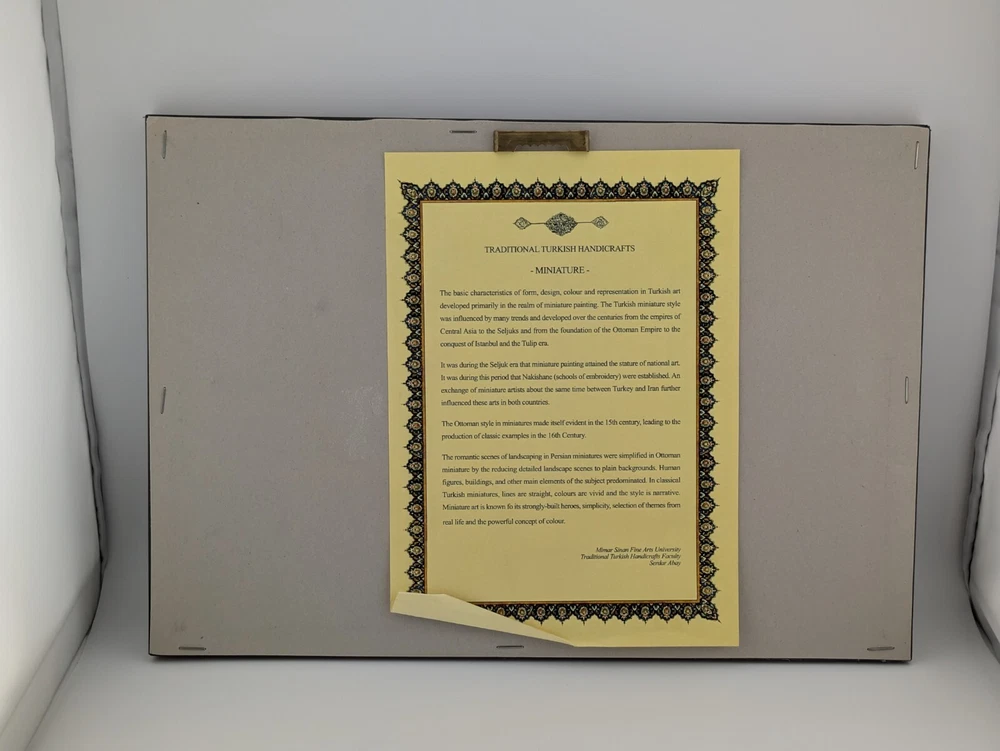 TRADITIONAL TURKISH HANDICRAFTS
- MINIATURE -
The basic characteristics of form, design, colour and representation in Turkish art
developed primarily in the realm of miniature painting. The Turkish miniature style
was influenced by many trends and developed over the centuries from the empires of
Central Asia to the Seljuks and from the foundation of the Ottoman Empire to the
conquest of Istanbul and the Tulip era.
It was during the Seljuk era that miniature painting attained the stature of national art.
It was during this period that Nakishane (schools of embroidery) were established. An
exchange of miniature artists about the same time between Turkey and Iran further
influenced these arts in both countries.
The Ottoman style in miniatures made itself evident in the 15th century, leading to the
production of classic examples in the 16th Century.
The romantic scenes of landscaping in Persian miniatures were simplified in Ottoman
miniature by the reducing detailed landscape scenes to plain backgrounds. Human
figures, buildings, and other main elements of the subject predominated. In classical
Turkish miniatures, lines are straight, colours are vivid and the style is narrative.
Miniature art is known fo its strongly-built heroes, simplicity, selection of themes from
real life and the powerful concept of colour.
Mimar Sinan Fine Arts University
Traditional Turkish Handicrafts Faculty
Serdar Abay